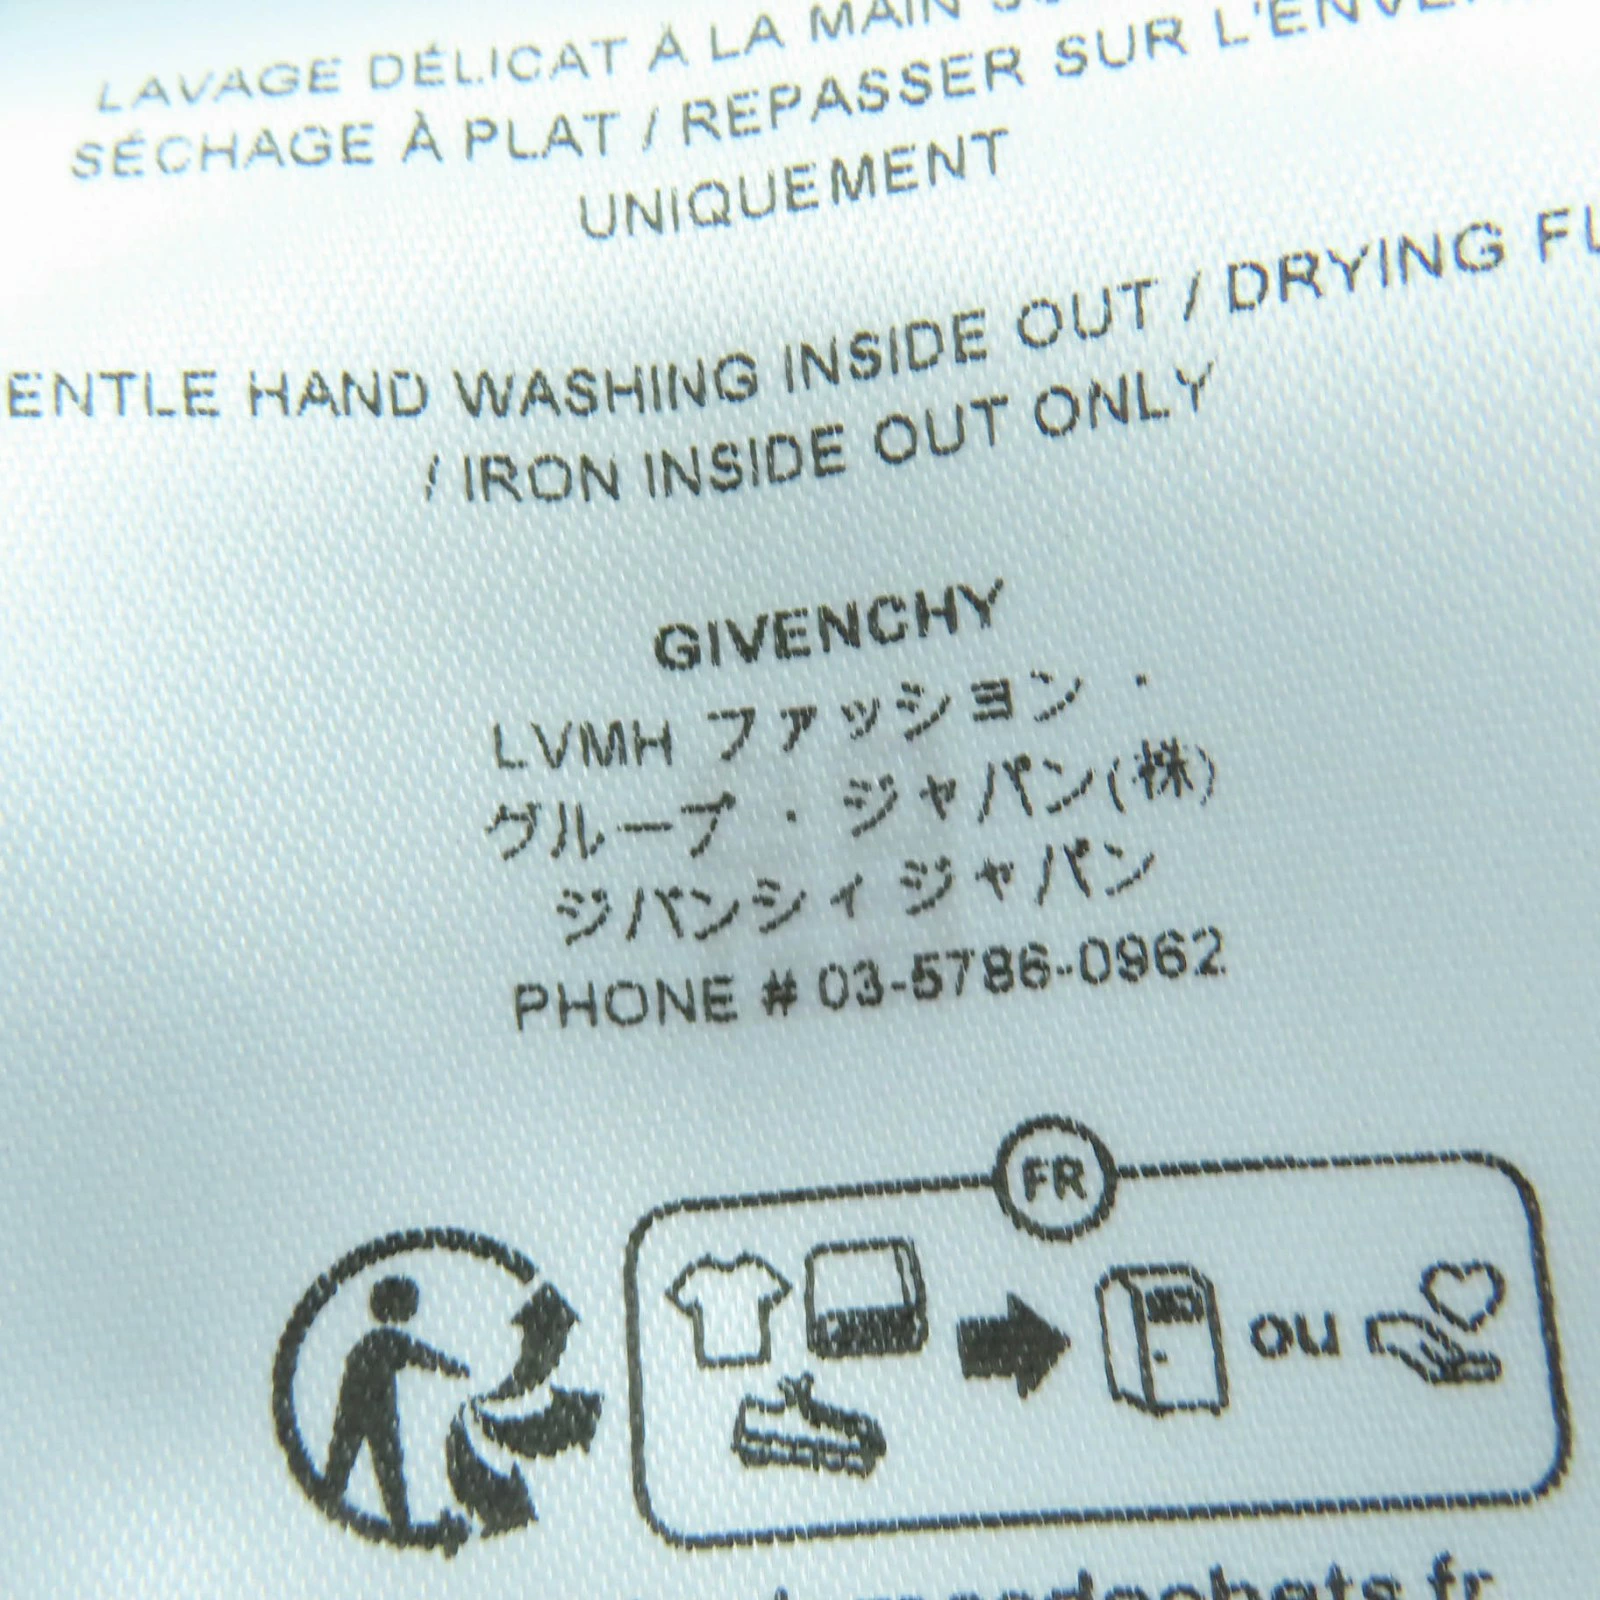 LAVAGE DÉLICAT À LA MAIN
SÉCHAGE À PLAT / REPASSER SUR
UNIQUEMENT
HAND WASHING INSIDE OUT / DRYING
/ IRON INSIDE OUT ONLY
GIVENCHY
LVMH ファッション ・
グループ ・ ジャパン(株)
ジバンシィ ジャパン
PHONE # 03-5786-0962
FR
ou